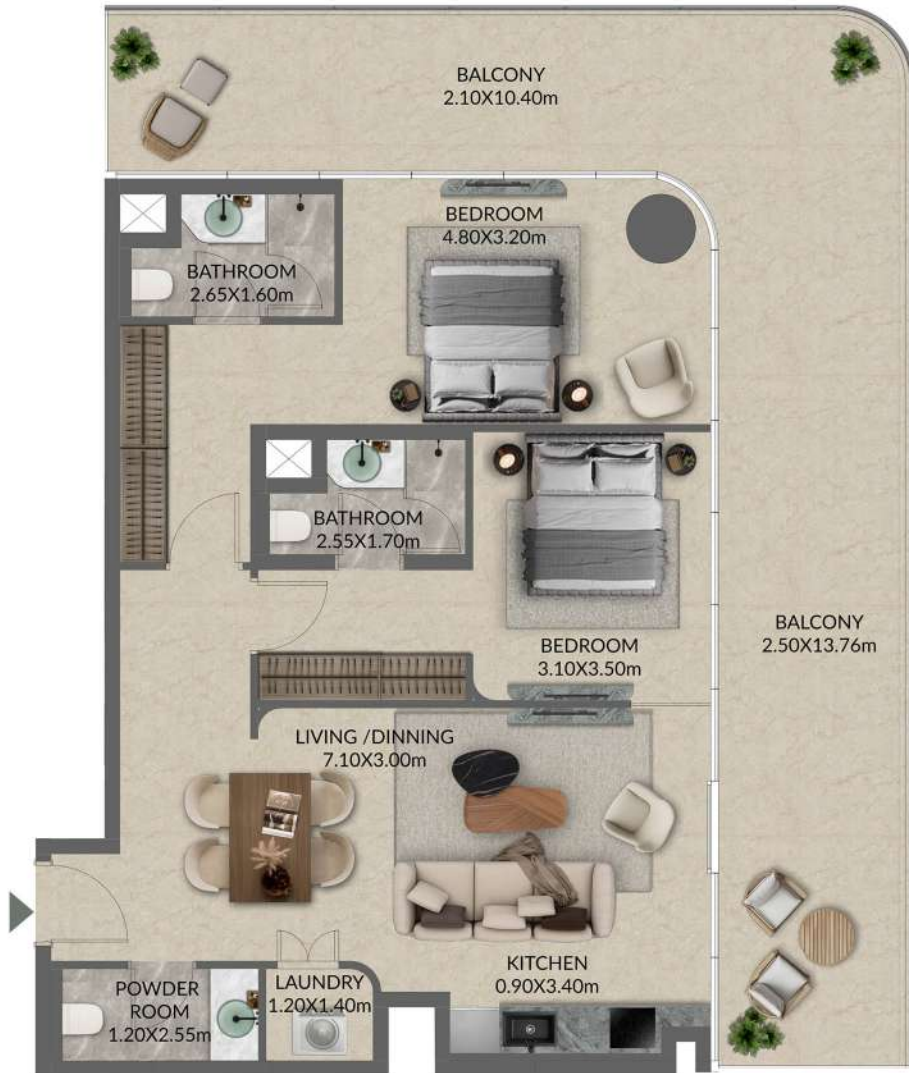 BALCONY
2.10X10.40m
BEDROOM
4.80X3.20m
BATHROOM
2.65X1.60m
BATHROOM
2.55X1.70m
BEDROOM
3.10X3.50m
BALCONY
2.50X13.76m
LIVING /DINNING
7.10X3.00m
KITCHEN
0.90X3.40m
LAUNDRY
1.20X1.40m
POWDER
ROOM
1.20X2.55m